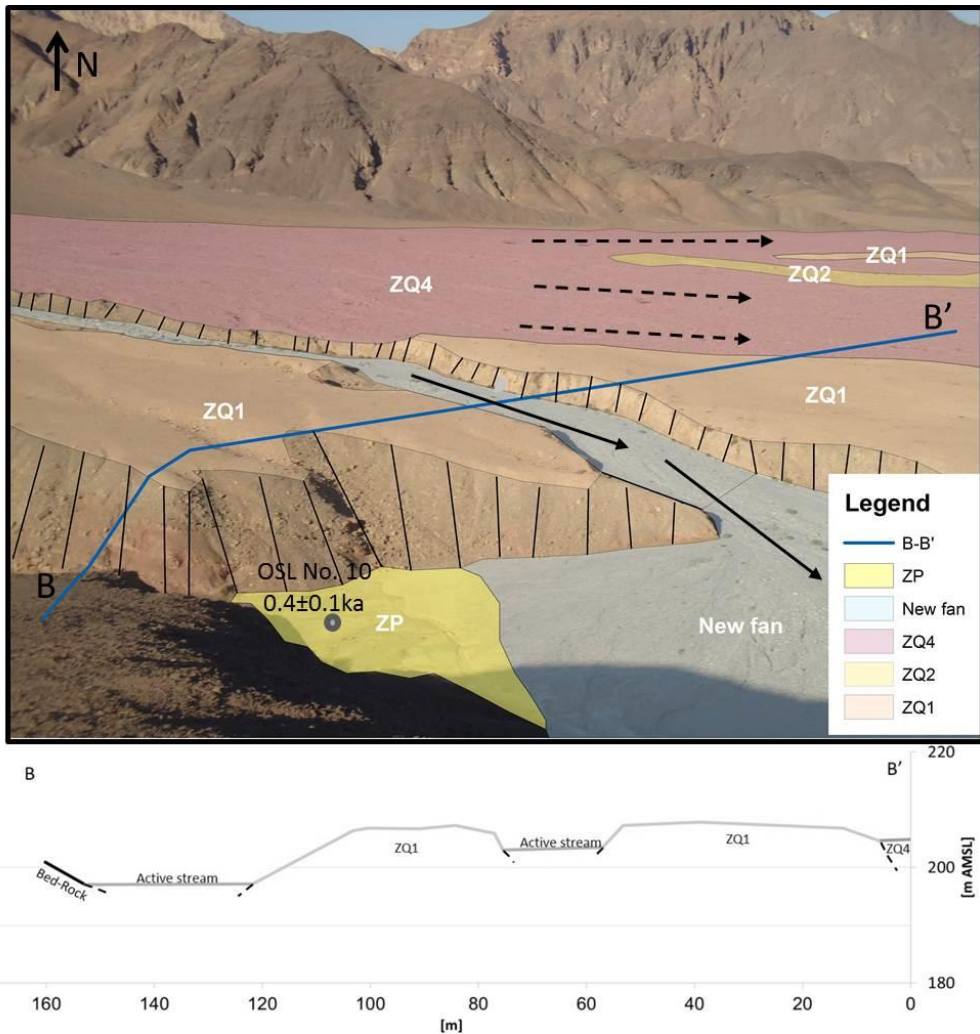 N
ZQ1
ZQ2
ZQ4
B'
ZQ1
ZQ1
OSL No. 10
B
0.4±0.1ka
ZP
New fan
Legend
B-B'
ZP
New fan
ZQ4
ZQ2
ZQ1
B
B'
220
200
180
[m AMSL]
Bed-Rock
Active stream
ZQ1
Active stream
ZQ1
ZQ4
160
140
120
100
80
60
40
20
0
[m]